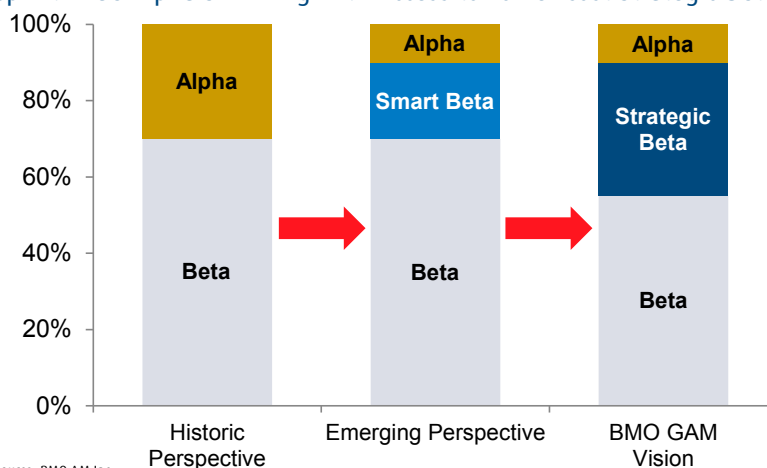 100%
80%
60%
40%
20%
0%
Alpha
Beta
Alpha
Smart Beta
Beta
Alpha
Strategic
Beta
Beta
Historic
Perspective
Emerging Perspective
BMO GAM
Vision